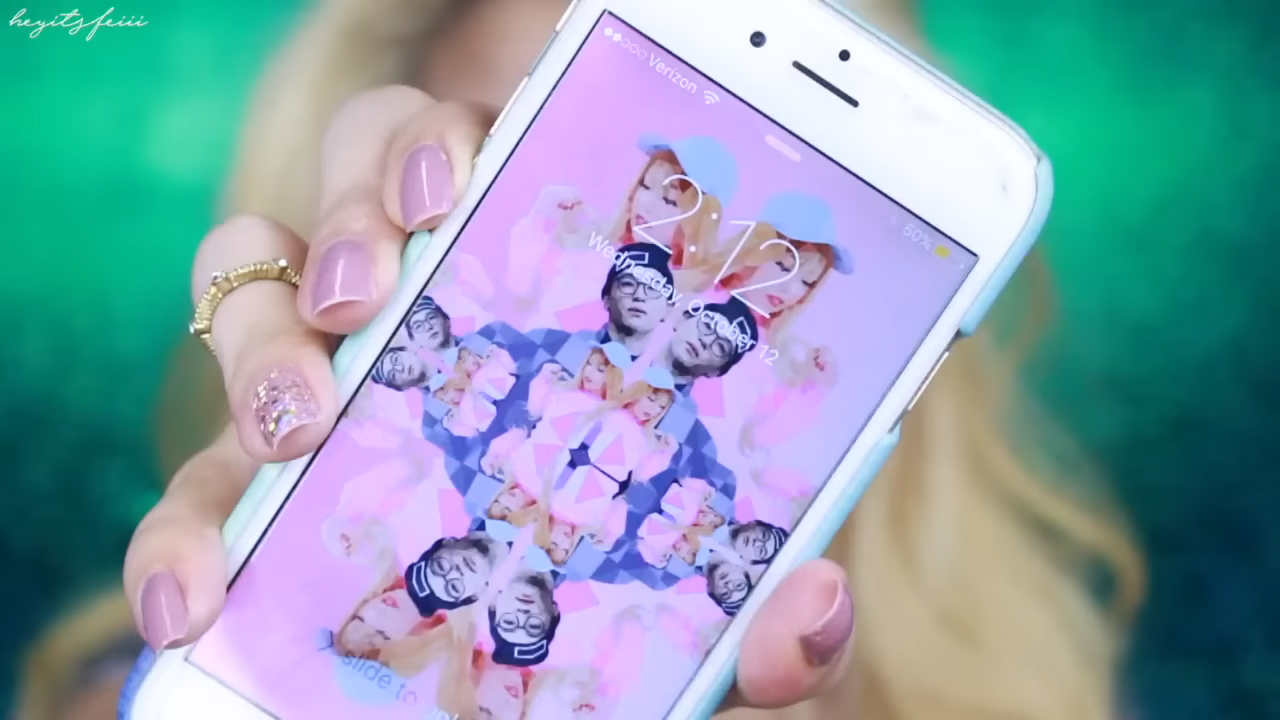 heyitsfeiii
Verizon
50%
2:12
Wednesday, October 12
slide to